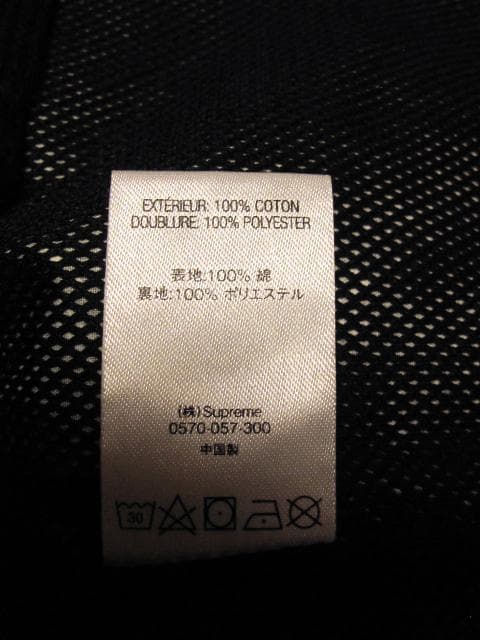 EXTÉRIEUR: 100% COTON
DOUBLURE: 100% POLYESTER
表地:100% 綿
裏地:100% ポリエステル
(株)Supreme
0570-057-300
中国製
30